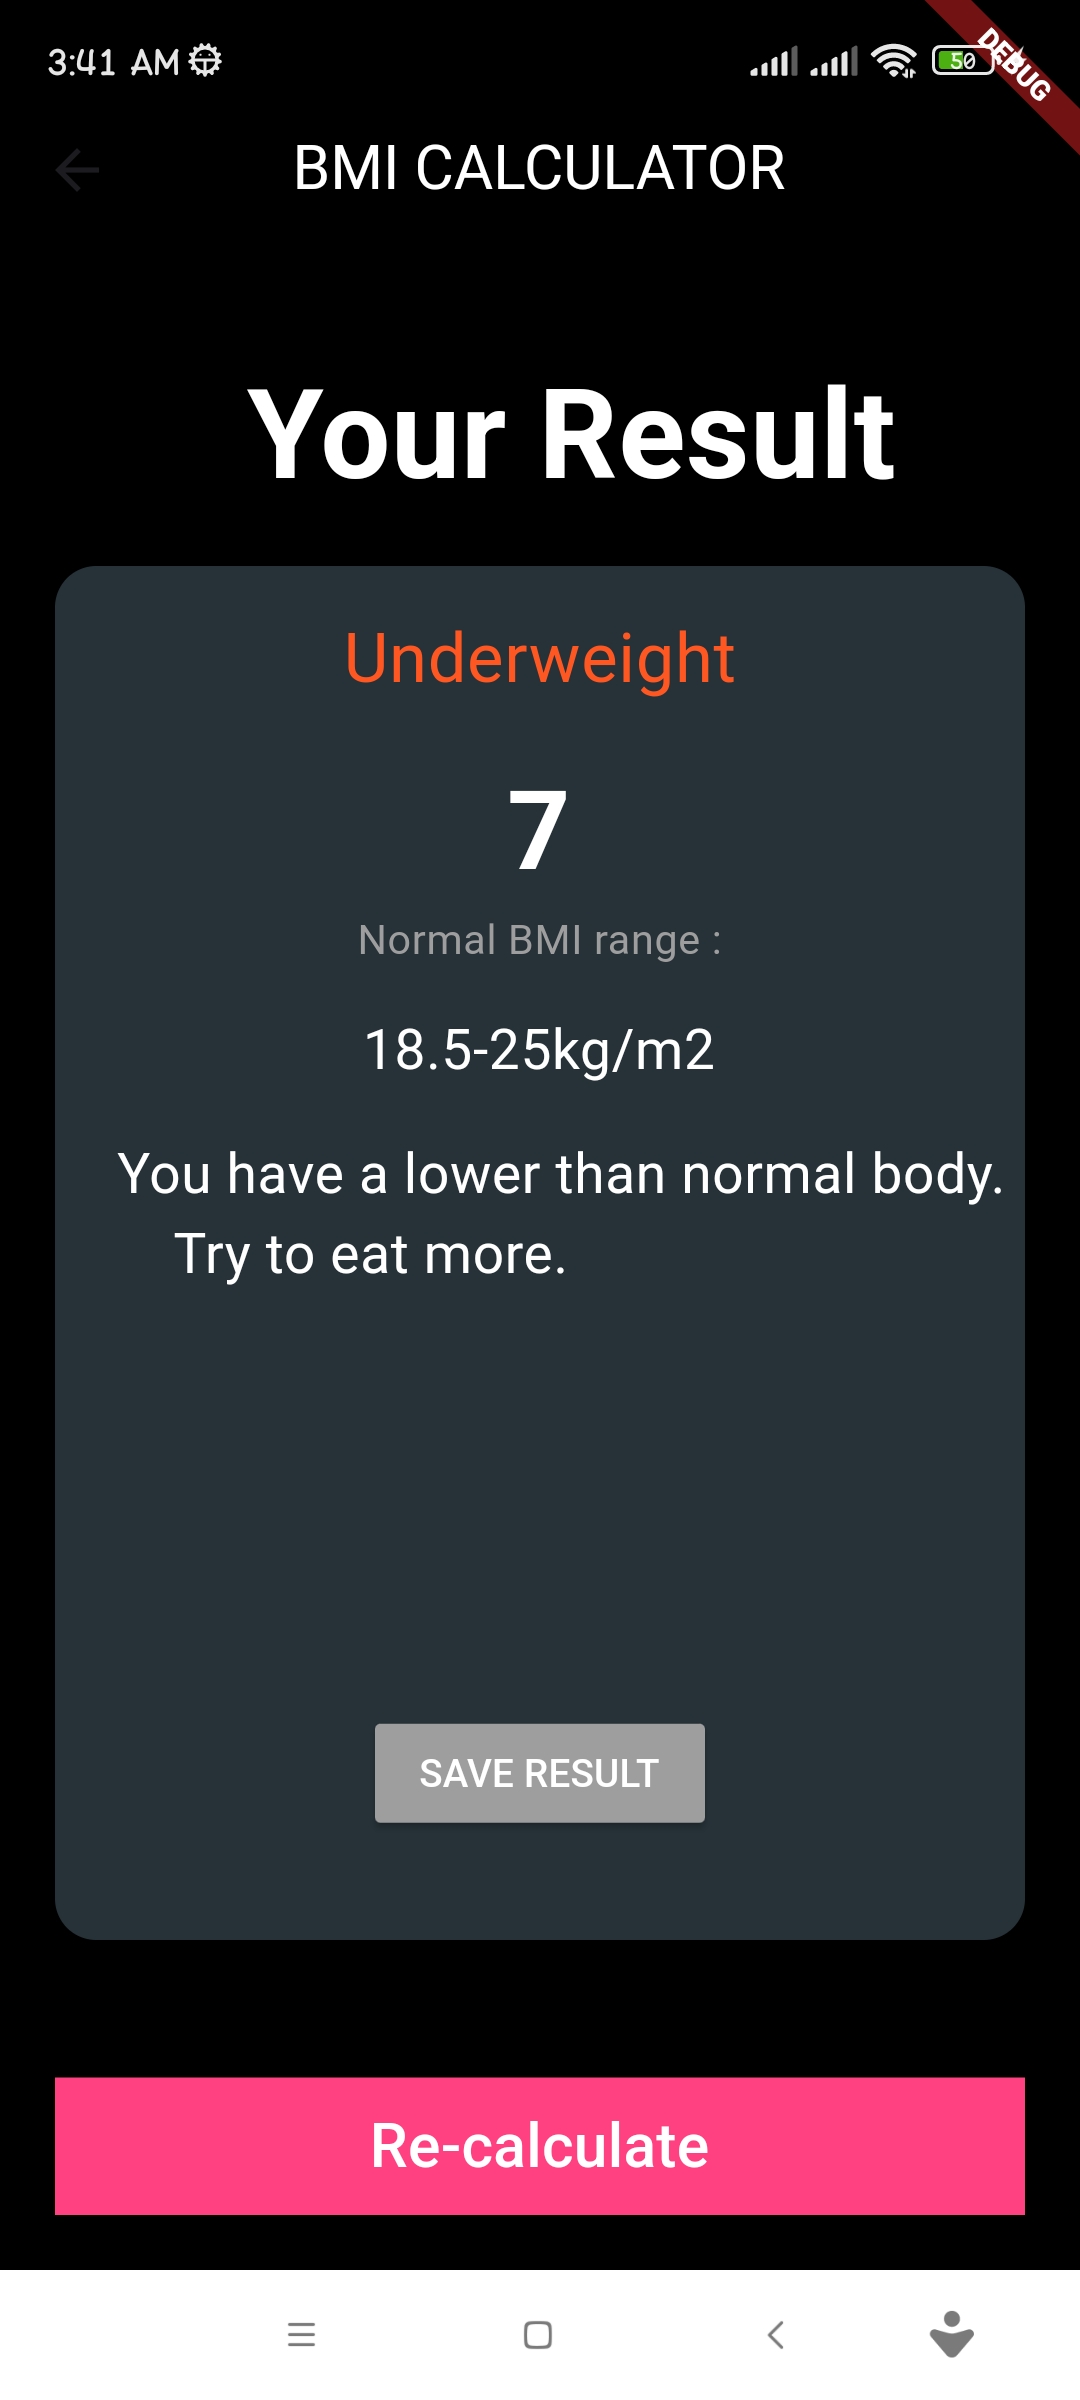 3:41 AM
50
DEBUG
BMI CALCULATOR
Your Result
Underweight
7
Normal BMI range :
18.5-25kg/m2
You have a lower than normal body.
Try to eat more.
SAVE RESULT
Re-calculate